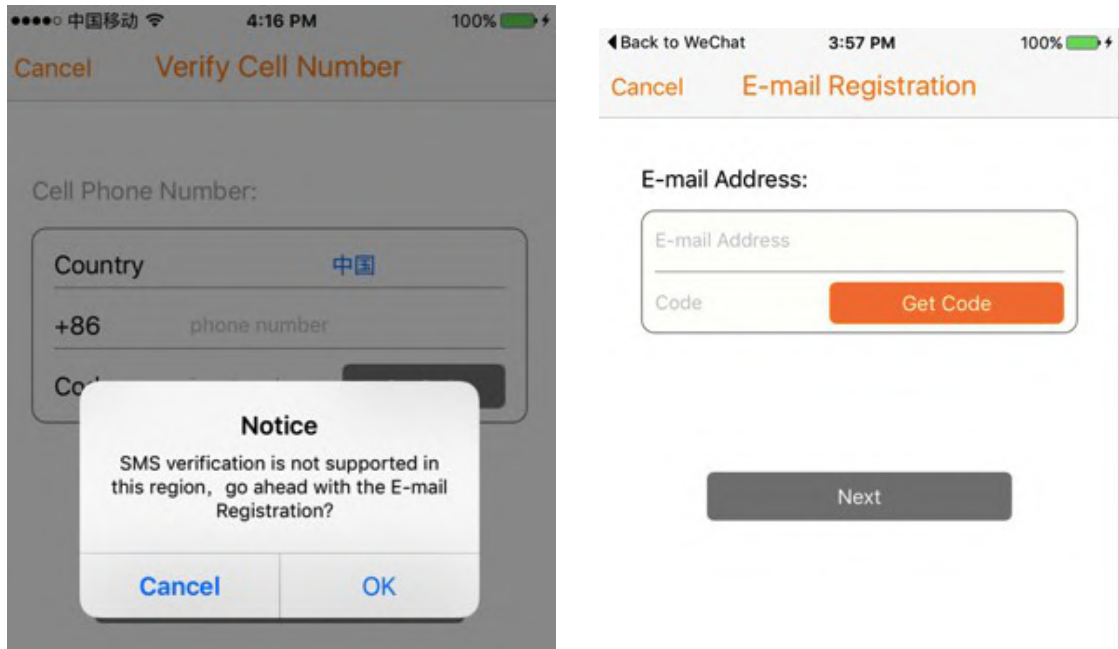 中国移动 4:16 PM 100%
Cancel Verify Cell Number
Cell Phone Number:
Country 中国
+86 phone number
Notice
SMS verification is not supported in
this region，go ahead with the E-mail
Registration?
Cancel OK
Back to WeChat 3:57 PM 100%
Cancel E-mail Registration
E-mail Address:
E-mail Address
Code Get Code
Next